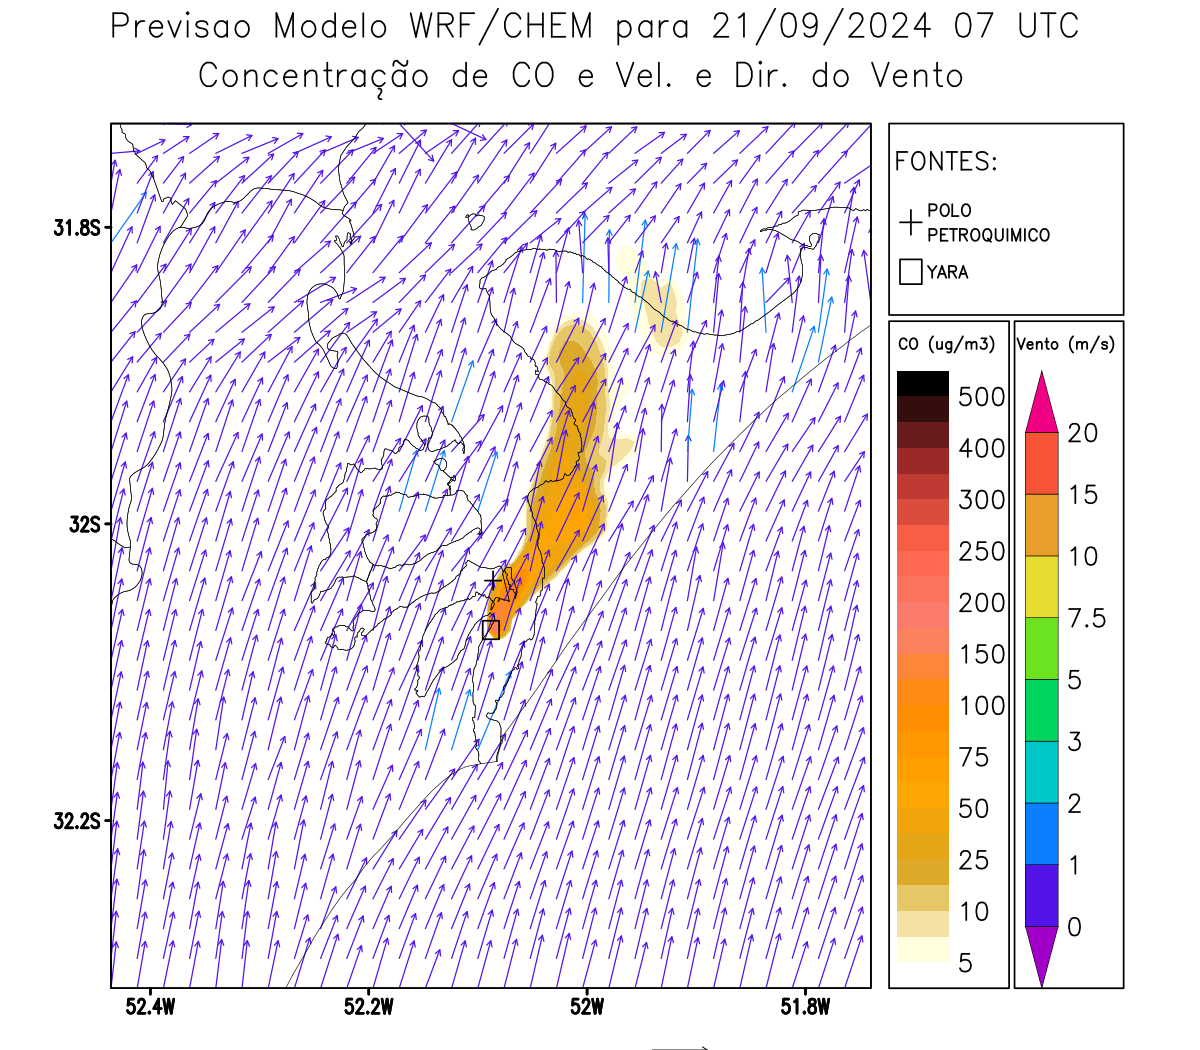 Previsao Modelo WRF/CHEM para 21/09/2024 07 UTC
Concentração de CO e Vel. e Dir. do Vento
FONTES:
POLO
PETROQUIMICO
YARA
CO (ug/m3)
500
400
300
250
200
150
100
75
50
25
10
5
Vento (m/s)
20
15
10
7.5
5
3
2
1
0
31.8S
32S
32.2S
52.4W
52.2W
52W
51.8W